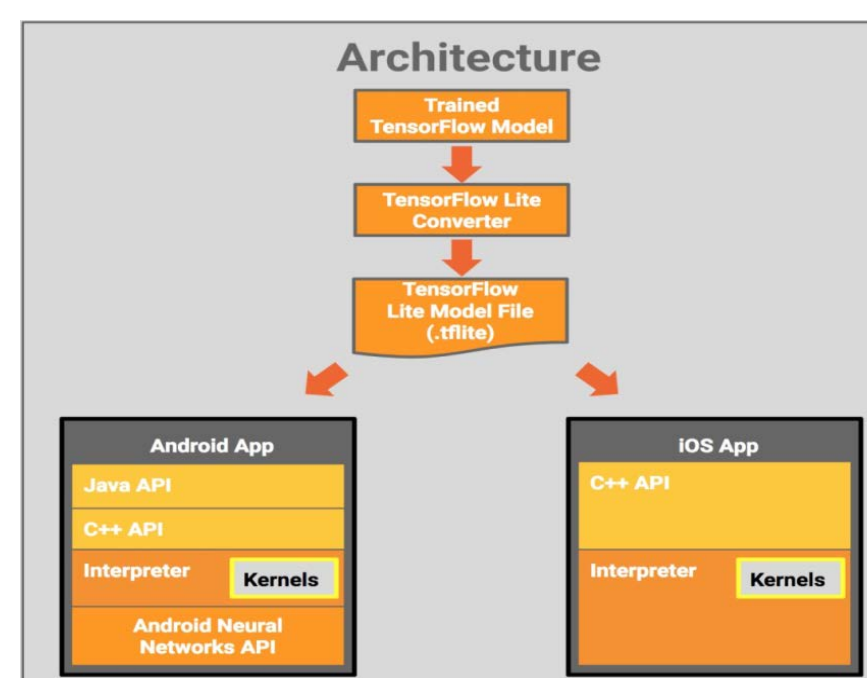 Architecture
Trained
TensorFlow Model
TensorFlow Lite
Converter
TensorFlow
Lite Model File
(.tflite)
Android App
Java API
C++ API
Interpreter
Kernels
Android Neural
Networks API
iOS App
C++ API
Interpreter
Kernels